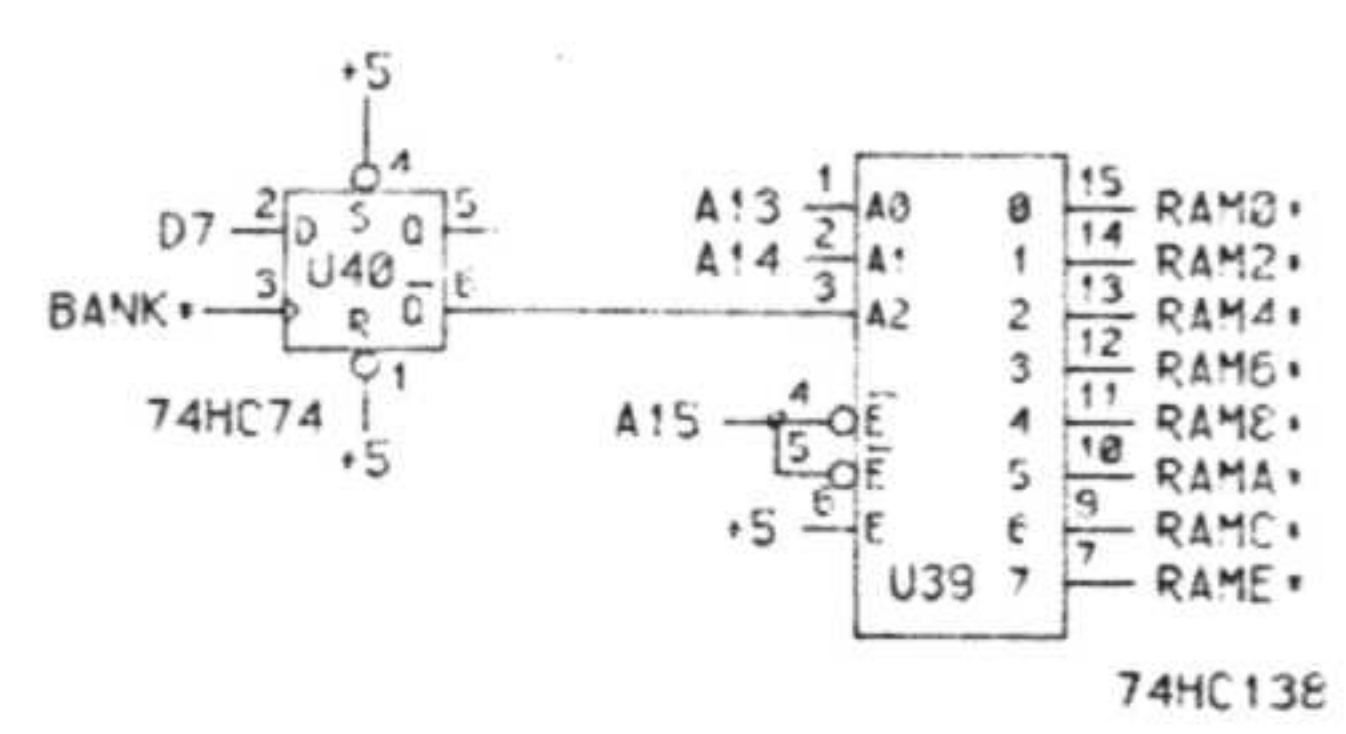 +5
4
2 S 5
D7 D Q
U40
3 6
BANK* R Q
1
74HC74
+5
1 15
A13 A0 0 RAM0*
2 14
A14 A1 1 RAM2*
3 13
A2 2 RAM4*
12
3 RAM6*
4 11
A15 E 4 RAM8*
5 10
E 5 RAMA*
6 9
+5 E 6 RAMC*
7
U39 7 RAME*
74HC138